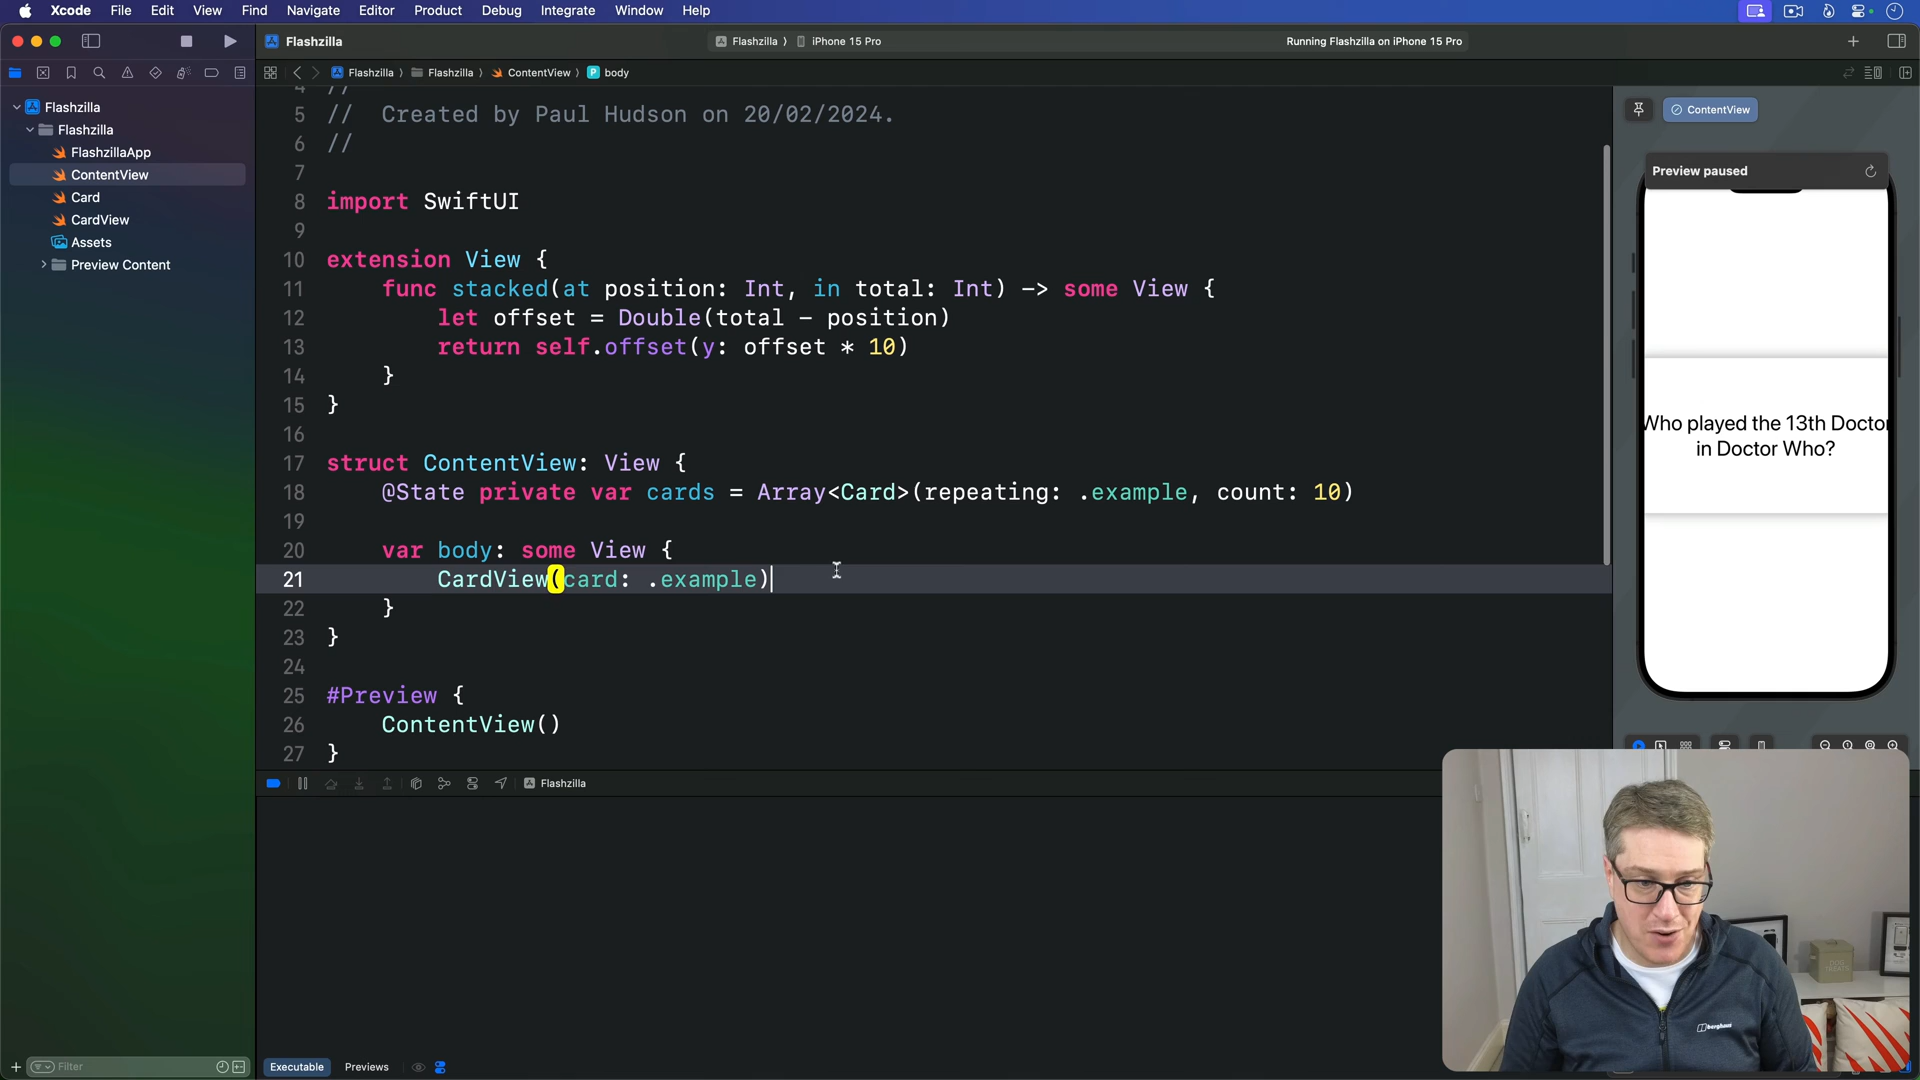 Xcode File Edit View Find Navigate Editor Product Debug Integrate Window Help
Flashzilla
Flashzilla 〉 iPhone 15 Pro
Running Flashzilla on iPhone 15 Pro
Flashzilla 〉 Flashzilla 〉 ContentView 〉 P body
Flashzilla
Flashzilla
FlashzillaApp
ContentView
Card
CardView
Assets
Preview Content
4 //
5 //  Created by Paul Hudson on 20/02/2024.
6 //
7
8 import SwiftUI
9
10 extension View {
11 func stacked(at position: Int, in total: Int) -> some View {
12 let offset = Double(total - position)
13 return self.offset(y: offset * 10)
14 }
15 }
16
17 struct ContentView: View {
18 @State private var cards = Array<Card>(repeating: .example, count: 10)
19
20 var body: some View {
21 CardView(card: .example)
22 }
23 }
24
25 #Preview {
26 ContentView()
27 }
ContentView
Preview paused
Who played the 13th Doctor
in Doctor Who?
Flashzilla
Filter
Executable
Previews
berghaus